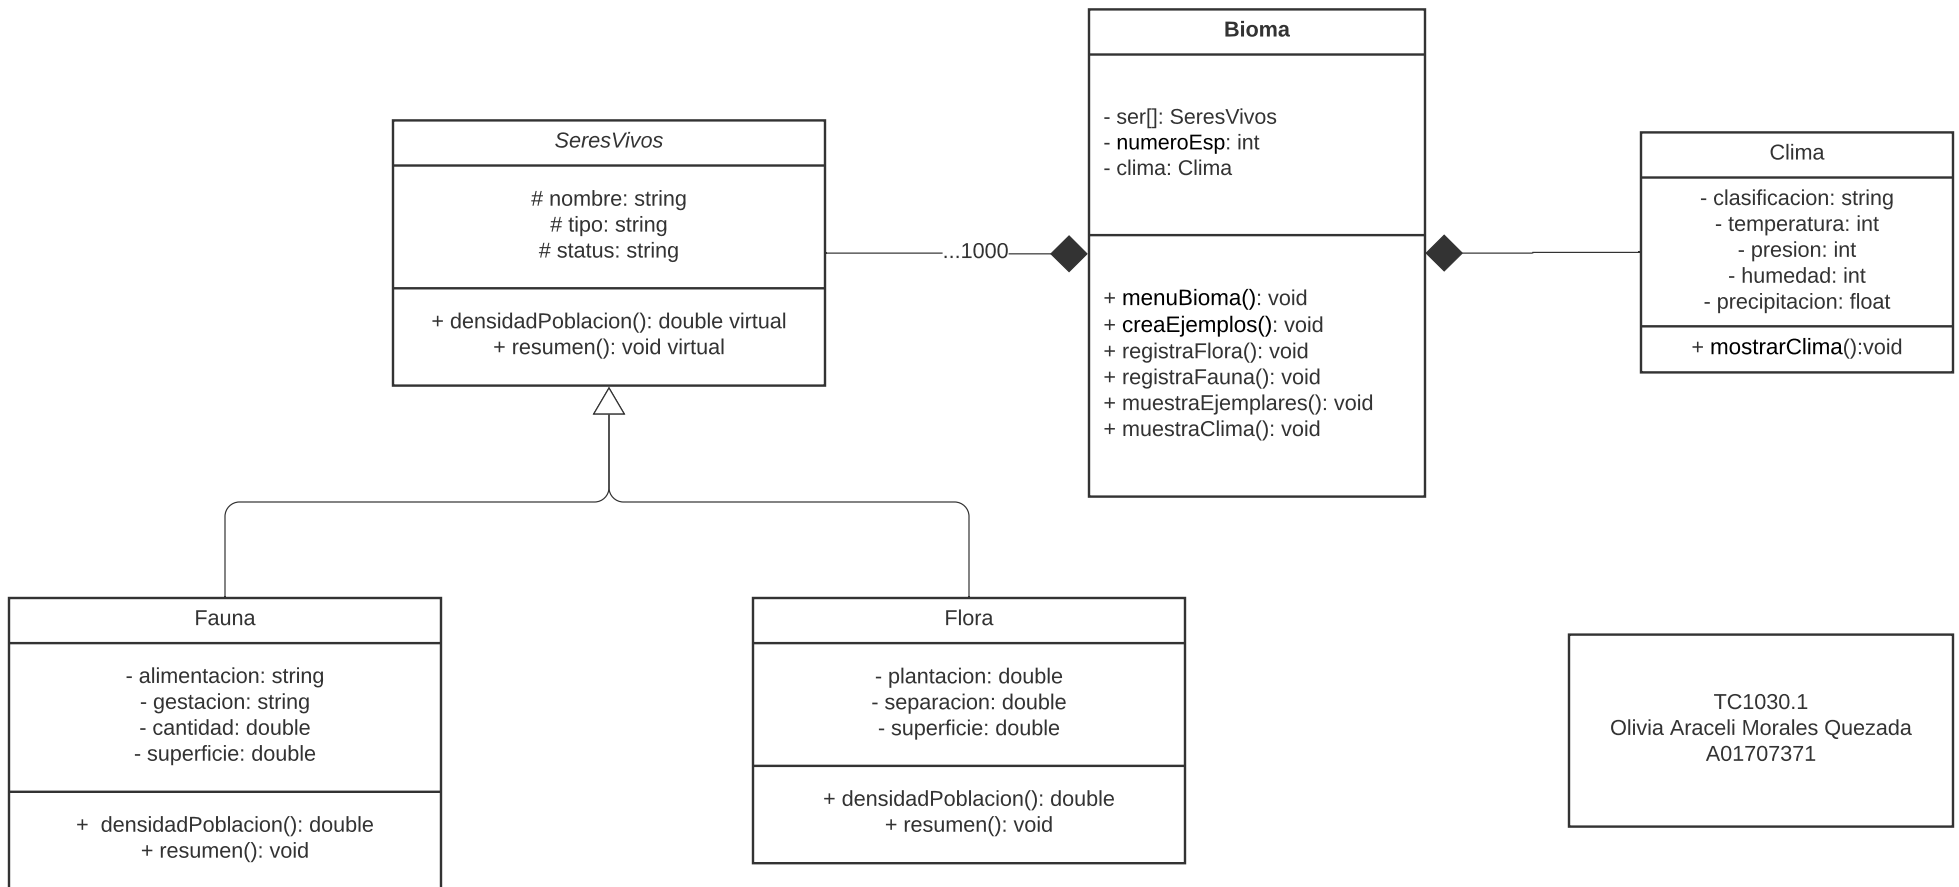 Bioma
- ser[]: SeresVivos
- numeroEsp: int
- clima: Clima
+ menuBioma(): void
+ creaEjemplos(): void
+ registraFlora(): void
+ registraFauna(): void
+ muestraEjemplares(): void
+ muestraClima(): void
SeresVivos
# nombre: string
# tipo: string
# status: string
+ densidadPoblacion(): double virtual
+ resumen(): void virtual
...1000
Clima
- clasificacion: string
- temperatura: int
- presion: int
- humedad: int
- precipitacion: float
+ mostrarClima():void
Fauna
- alimentacion: string
- gestacion: string
- cantidad: double
- superficie: double
+  densidadPoblacion(): double
+ resumen(): void
Flora
- plantacion: double
- separacion: double
- superficie: double
+ densidadPoblacion(): double
+ resumen(): void
TC1030.1
Olivia Araceli Morales Quezada
A01707371